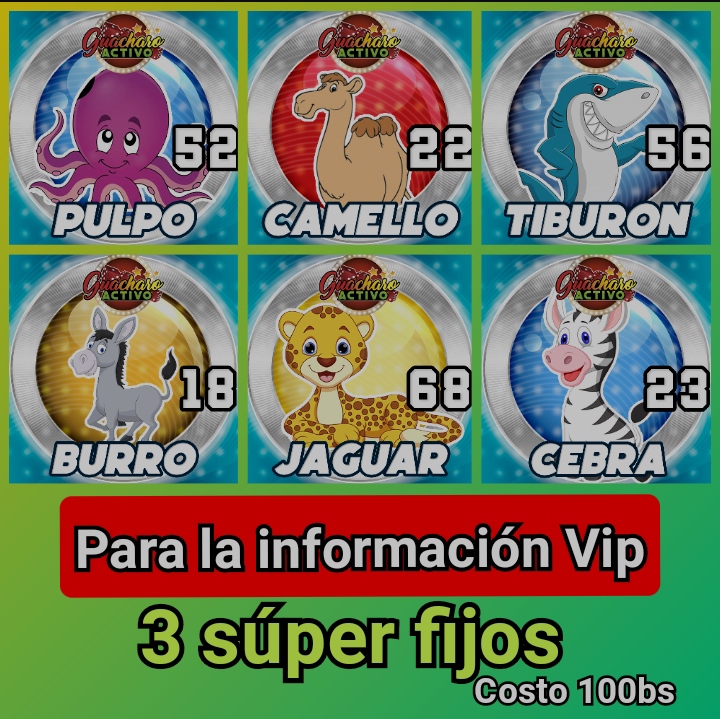 Guacharo Guacharo Guacharo
ACTIVO ACTIVO ACTIVO
52 22 56
PULPO CAMELLO TIBURON
Guacharo Guacharo Guacharo
ACTIVO ACTIVO ACTIVO
18 68 23
BURRO JAGUAR CEBRA
Para la información Vip
3 súper fijos
Costo 100bs